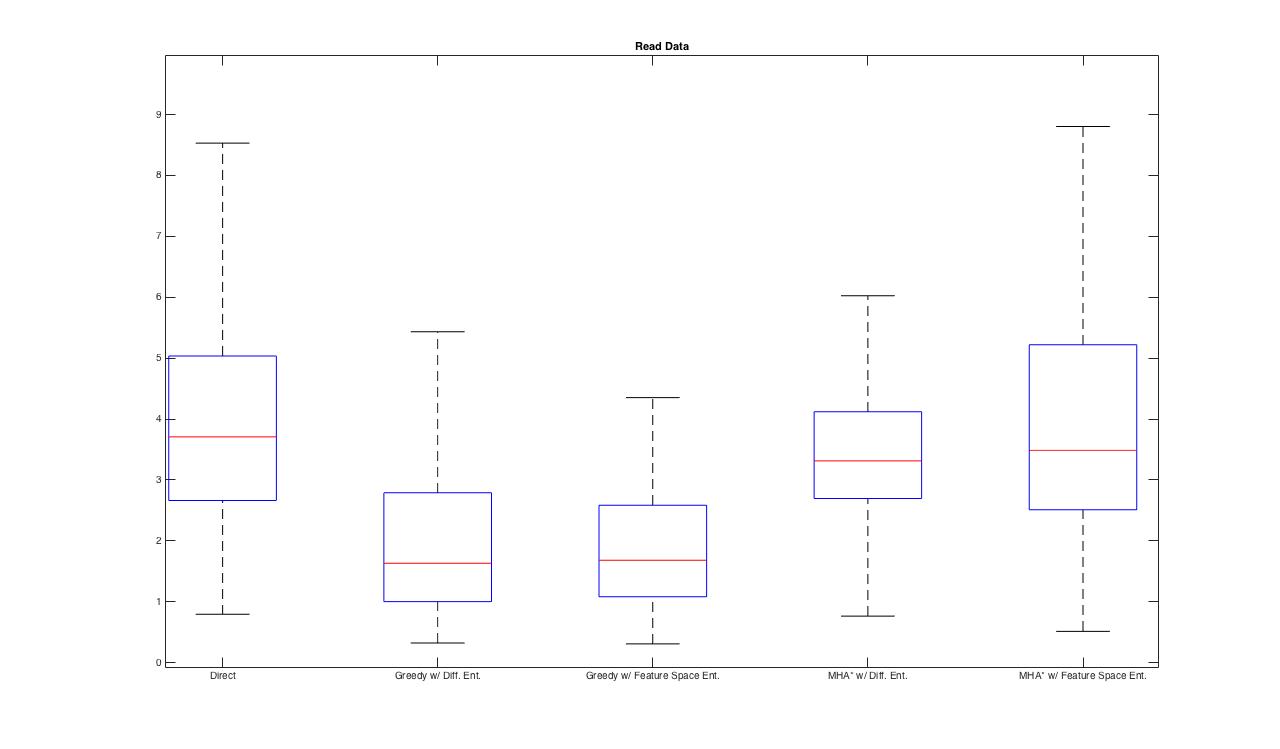 Read Data
9
8
7
6
5
4
3
2
1
0
Direct
Greedy w/ Diff. Ent.
Greedy w/ Feature Space Ent.
MHA* w/ Diff. Ent.
MHA* w/ Feature Space Ent.